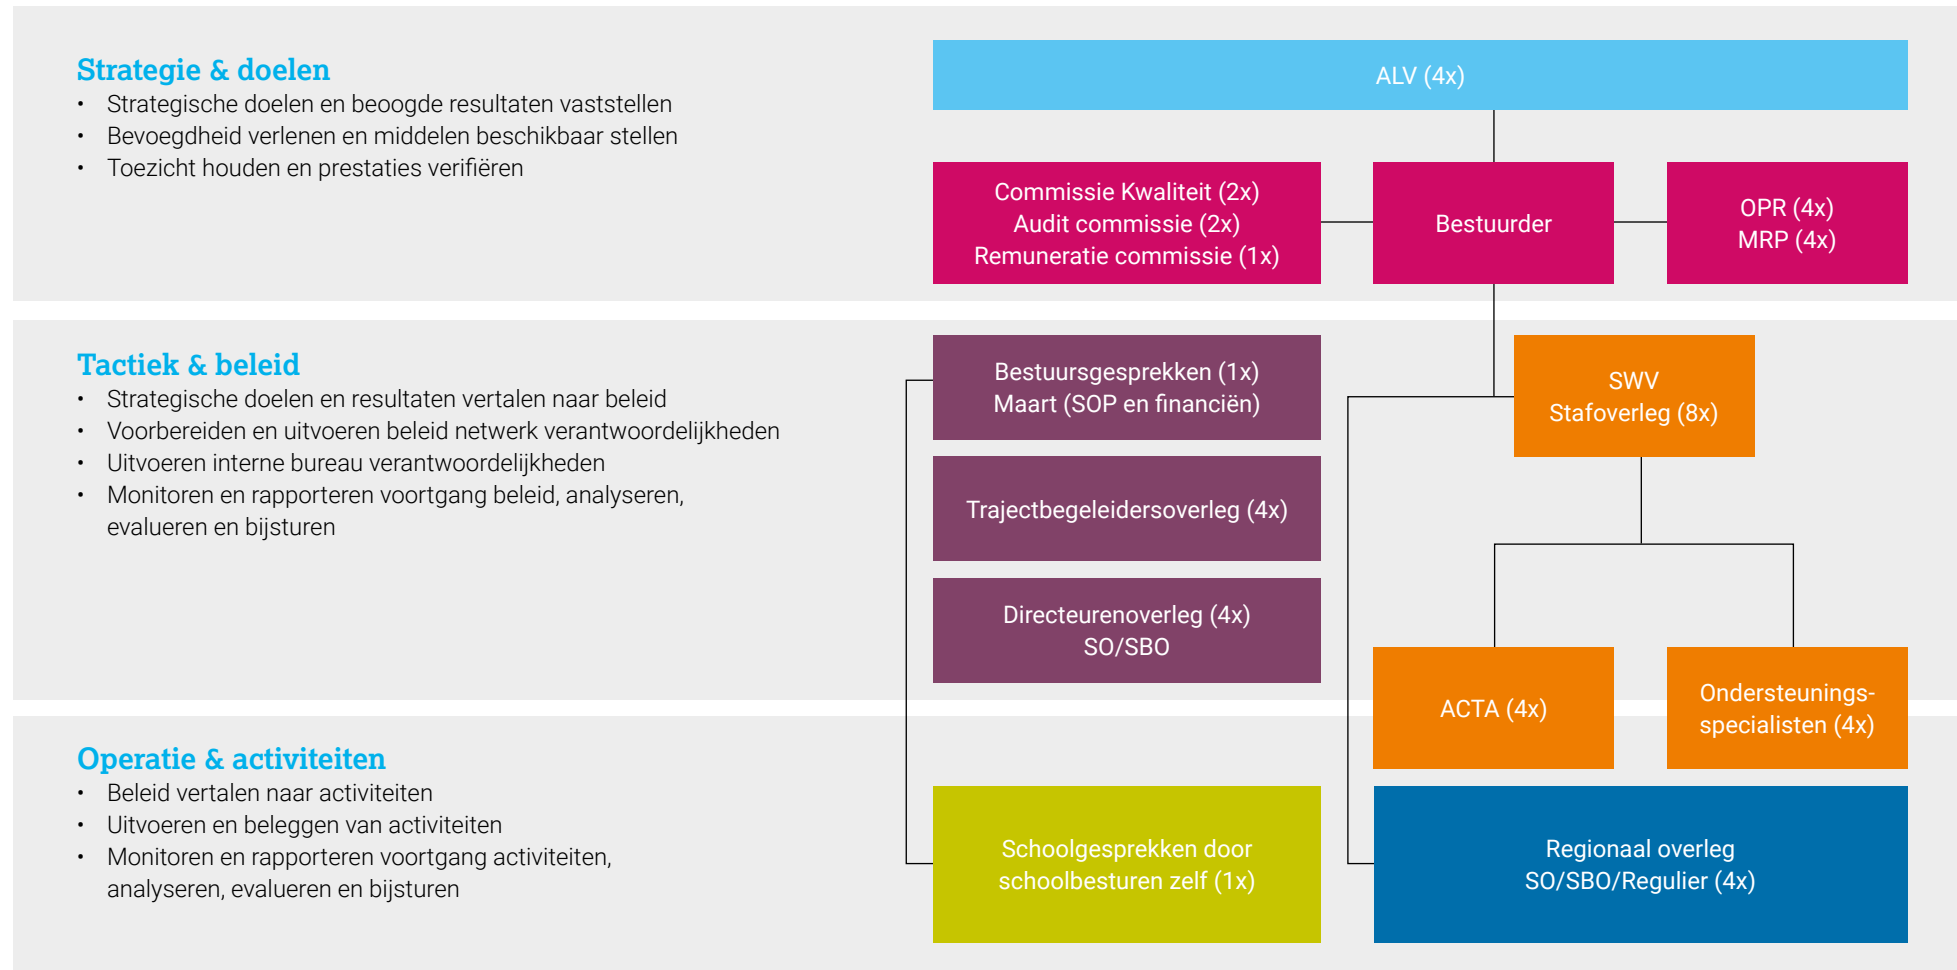 Strategie & doelen
• Strategische doelen en beoogde resultaten vaststellen
• Bevoegdheid verlenen en middelen beschikbaar stellen
• Toezicht houden en prestaties verifiëren
ALV (4x)
Commissie Kwaliteit (2x)
Audit commissie (2x)
Remuneratie commissie (1x)
Bestuurder
OPR (4x)
MRP (4x)
Tactiek & beleid
• Strategische doelen en resultaten vertalen naar beleid
• Voorbereiden en uitvoeren beleid netwerk verantwoordelijkheden
• Uitvoeren interne bureau verantwoordelijkheden
• Monitoren en rapporteren voortgang beleid, analyseren,
evalueren en bijsturen
Bestuursgesprekken (1x)
Maart (SOP en financiën)
Trajectbegeleidersoverleg (4x)
Directeurenoverleg (4x)
SO/SBO
SWV
Stafoverleg (8x)
ACTA (4x)
Ondersteunings-
specialisten (4x)
Operatie & activiteiten
• Beleid vertalen naar activiteiten
• Uitvoeren en beleggen van activiteiten
• Monitoren en rapporteren voortgang activiteiten,
analyseren, evalueren en bijsturen
Schoolgesprekken door
schoolbesturen zelf (1x)
Regionaal overleg
SO/SBO/Regulier (4x)